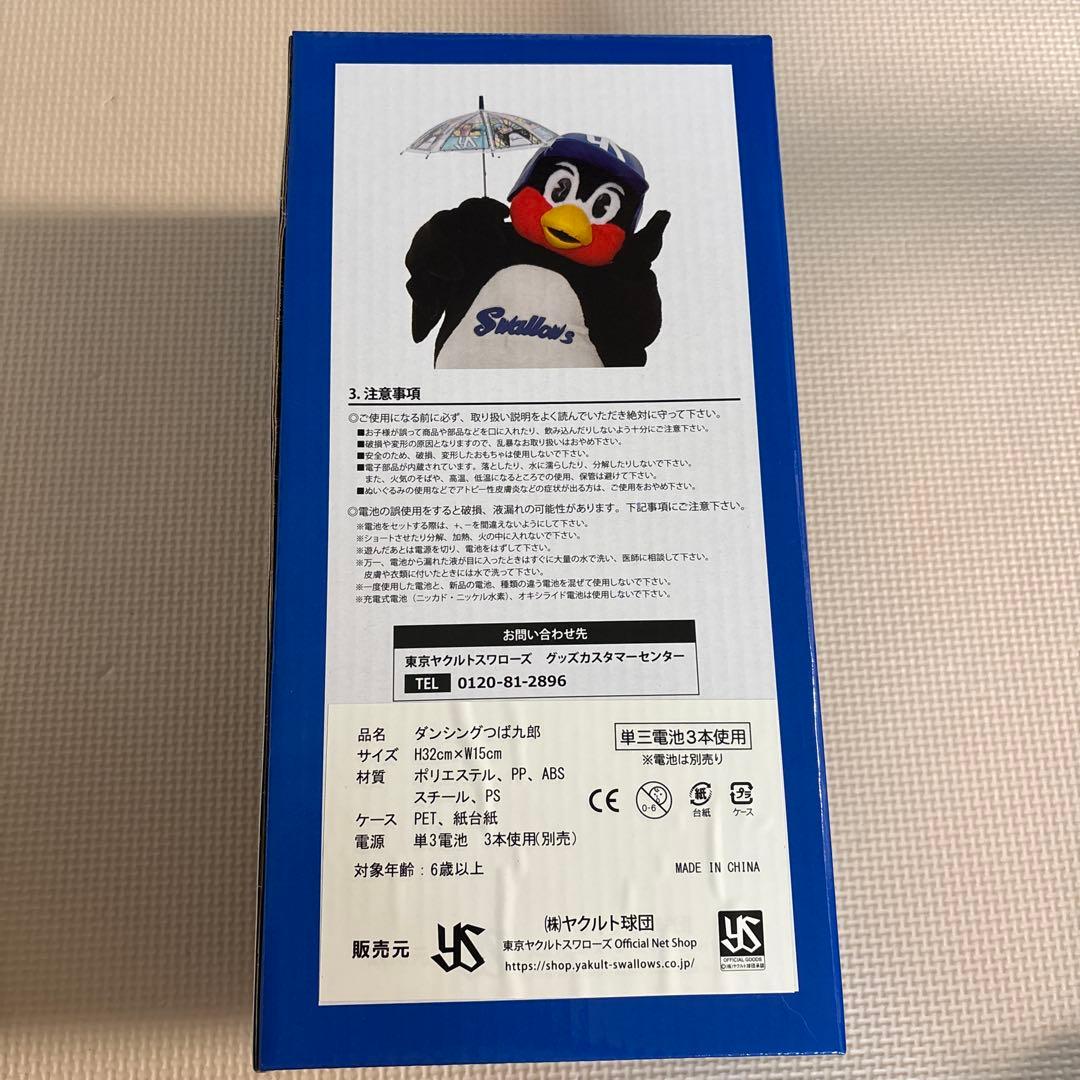 YS
Swallows
3. 注意事項
◎ご使用になる前に必ず、取り扱い説明をよく読んでいただき絶対に守って下さい。
■お子様が誤って商品や部品などを口に入れたり、飲み込んだりしないよう十分にご注意下さい。
■破損や変形の原因となりますので、乱暴なお取り扱いはおやめ下さい。
■安全のため、破損、変形したおもちゃは使用しないで下さい。
■電子部品が内蔵されています。落としたり、水に濡らしたり、分解したりしないで下さい。
また、火気のそばや、高温、低温になるところでの使用、保管は避けて下さい。
■ぬいぐるみの使用などでアトピー性皮膚炎などの症状が出る方は、ご使用をおやめ下さい。
◎電池の誤使用をすると破損、液漏れの可能性があります。下記事項にご注意下さい。
※電池をセットする際は、+、−を間違えないようにして下さい。
※ショートさせたり分解、加熱、火の中に入れないで下さい。
※遊んだあとは電源を切り、電池をはずして下さい。
※万一、電池から漏れた液が目に入ったときはすぐに大量の水で洗い、医師に相談して下さい。
皮膚や衣類に付いたときには水で洗って下さい。
※一度使用した電池と、新品の電池、種類の違う電池を混ぜて使用しないで下さい。
※充電式電池（ニッカド・ニッケル水素）、オキシライド電池は使用しないで下さい。
お問い合わせ先
東京ヤクルトスワローズ グッズカスタマーセンター
TEL 0120-81-2896
品名 ダンシングつば九郎
サイズ H32cm×W15cm
材質 ポリエステル、PP、ABS
スチール、PS
ケース PET、紙台紙
電源 単3電池 3本使用(別売)
対象年齢：6歳以上
単三電池3本使用
※電池は別売り
CE
0-6
紙
台紙
プラ
ケース
MADE IN CHINA
販売元
YS
㈱ヤクルト球団
東京ヤクルトスワローズ Official Net Shop
https://shop.yakult-swallows.co.jp/
YS
OFFICIAL GOODS
©㈱ヤクルト球団承認